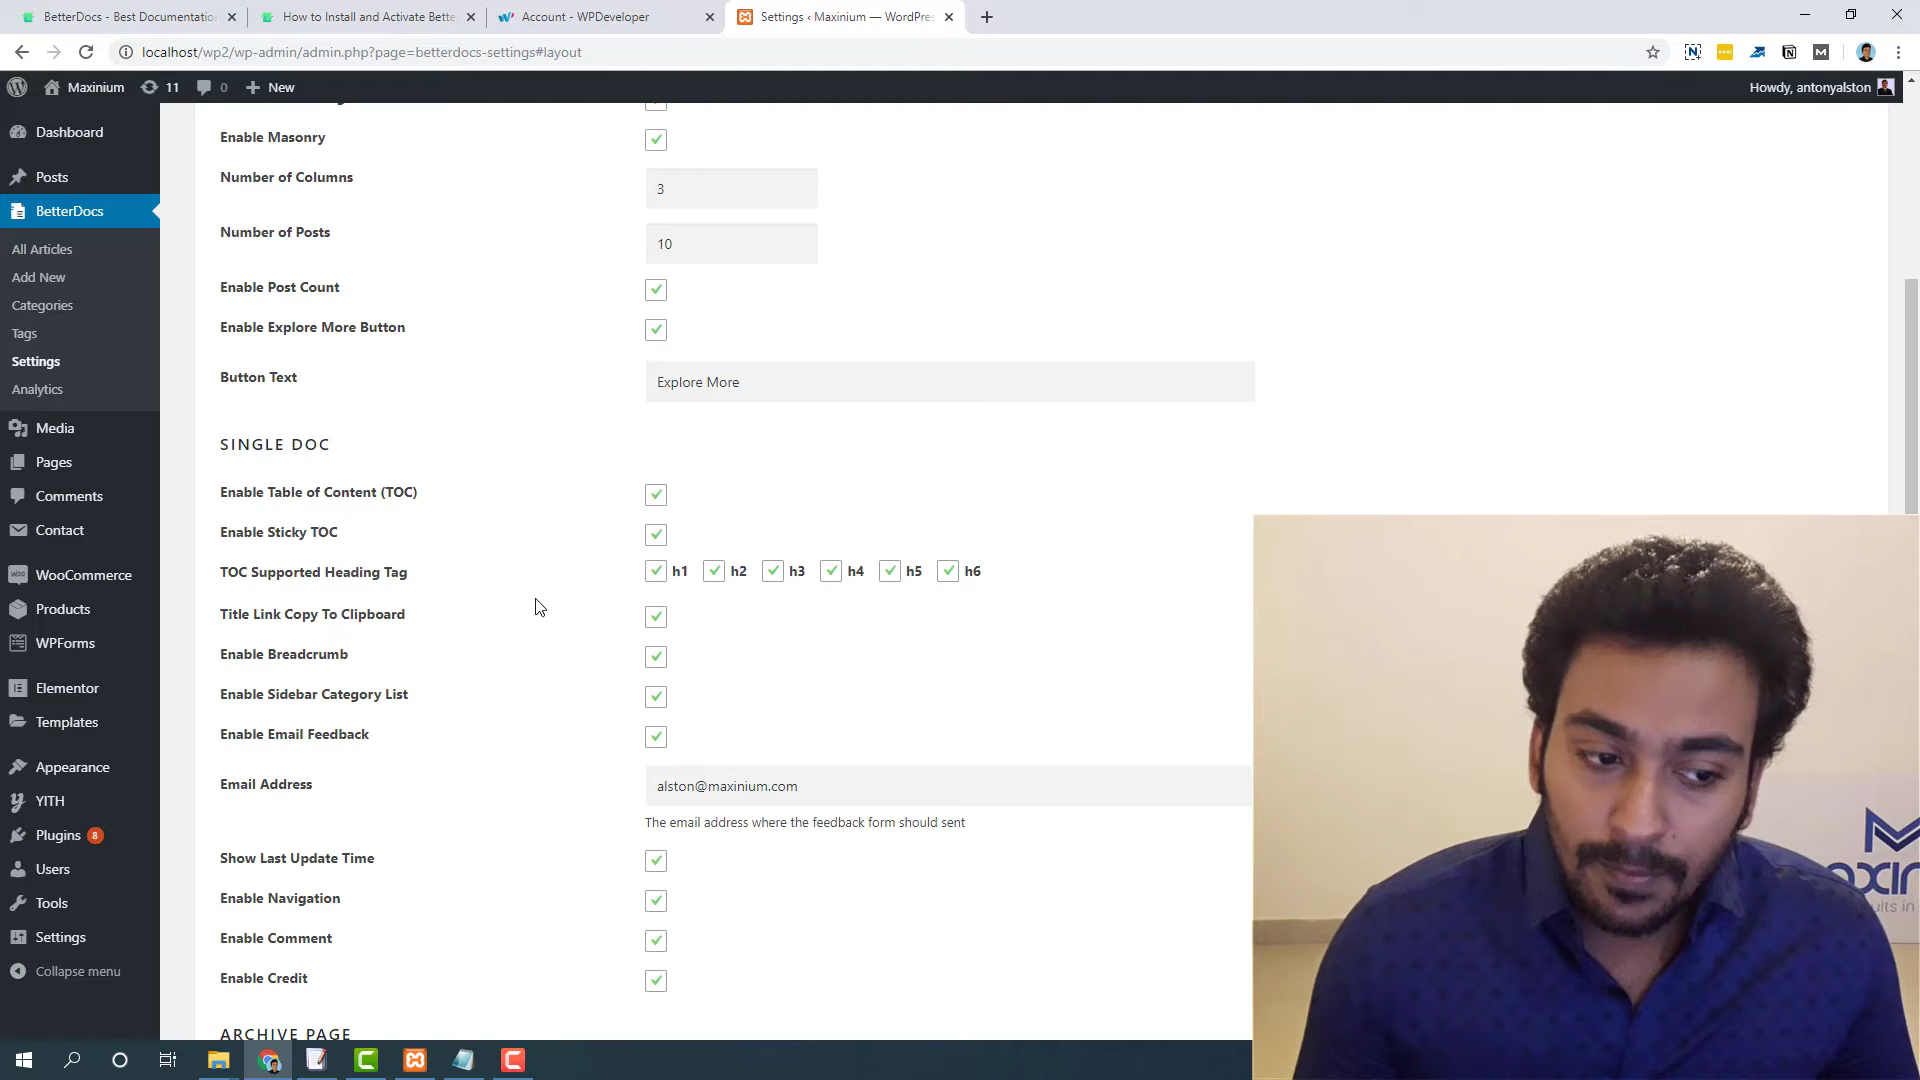 BetterDocs - Best Documentatio
How to Install and Activate Bette
Account - WPDeveloper
Settings ‹ Maxinium — WordPres
localhost/wp2/wp-admin/admin.php?page=betterdocs-settings#layout
Maxinium
11
0
New
Howdy, antonyalston
Dashboard
Posts
BetterDocs
All Articles
Add New
Categories
Tags
Settings
Analytics
Media
Pages
Comments
Contact
WooCommerce
Products
WPForms
Elementor
Templates
Appearance
YITH
Plugins 8
Users
Tools
Settings
Collapse menu
Enable Masonry
Number of Columns
3
Number of Posts
10
Enable Post Count
Enable Explore More Button
Button Text
Explore More
SINGLE DOC
Enable Table of Content (TOC)
Enable Sticky TOC
TOC Supported Heading Tag
h1 h2 h3 h4 h5 h6
Title Link Copy To Clipboard
Enable Breadcrumb
Enable Sidebar Category List
Enable Email Feedback
Email Address
alston@maxinium.com
The email address where the feedback form should sent
Show Last Update Time
Enable Navigation
Enable Comment
Enable Credit
ARCHIVE PAGE